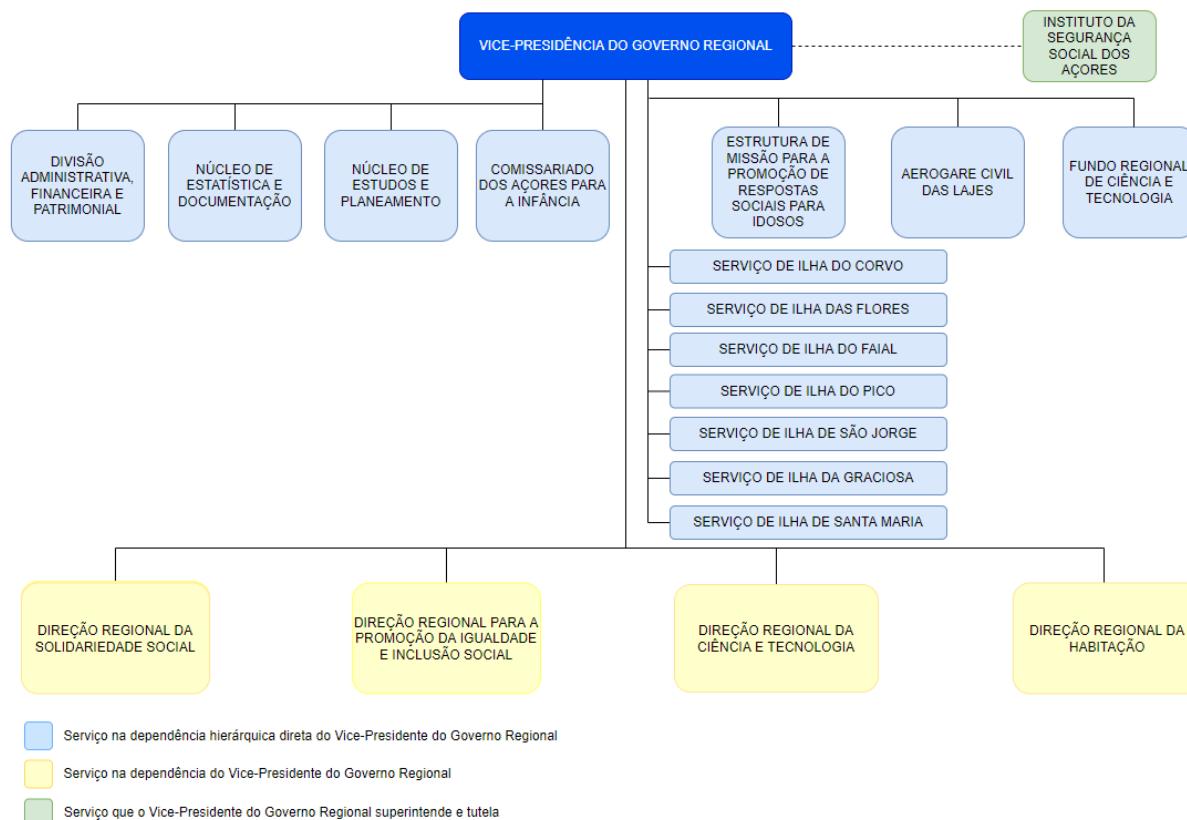 VICE-PRESIDÊNCIA DO GOVERNO REGIONAL
INSTITUTO DA
SEGURANÇA
SOCIAL DOS
AÇORES
DIVISÃO
ADMINISTRATIVA,
FINANCEIRA E
PATRIMONIAL
NÚCLEO DE
ESTATÍSTICA E
DOCUMENTAÇÃO
NÚCLEO DE
ESTUDOS E
PLANEAMENTO
COMISSARIADO
DOS AÇORES PARA
A INFÂNCIA
ESTRUTURA DE
MISSÃO PARA A
PROMOÇÃO DE
RESPOSTAS
SOCIAIS PARA
IDOSOS
AEROGARE CIVIL
DAS LAJES
FUNDO REGIONAL
DE CIÊNCIA E
TECNOLOGIA
SERVIÇO DE ILHA DO CORVO
SERVIÇO DE ILHA DAS FLORES
SERVIÇO DE ILHA DO FAIAL
SERVIÇO DE ILHA DO PICO
SERVIÇO DE ILHA DE SÃO JORGE
SERVIÇO DE ILHA DA GRACIOSA
SERVIÇO DE ILHA DE SANTA MARIA
DIREÇÃO REGIONAL DA
SOLIDARIEDADE SOCIAL
DIREÇÃO REGIONAL PARA A
PROMOÇÃO DA IGUALDADE
E INCLUSÃO SOCIAL
DIREÇÃO REGIONAL DA
CIÊNCIA E TECNOLOGIA
DIREÇÃO REGIONAL DA
HABITAÇÃO
Serviço na dependência hierárquica direta do Vice-Presidente do Governo Regional
Serviço na dependência do Vice-Presidente do Governo Regional
Serviço que o Vice-Presidente do Governo Regional superintende e tutela